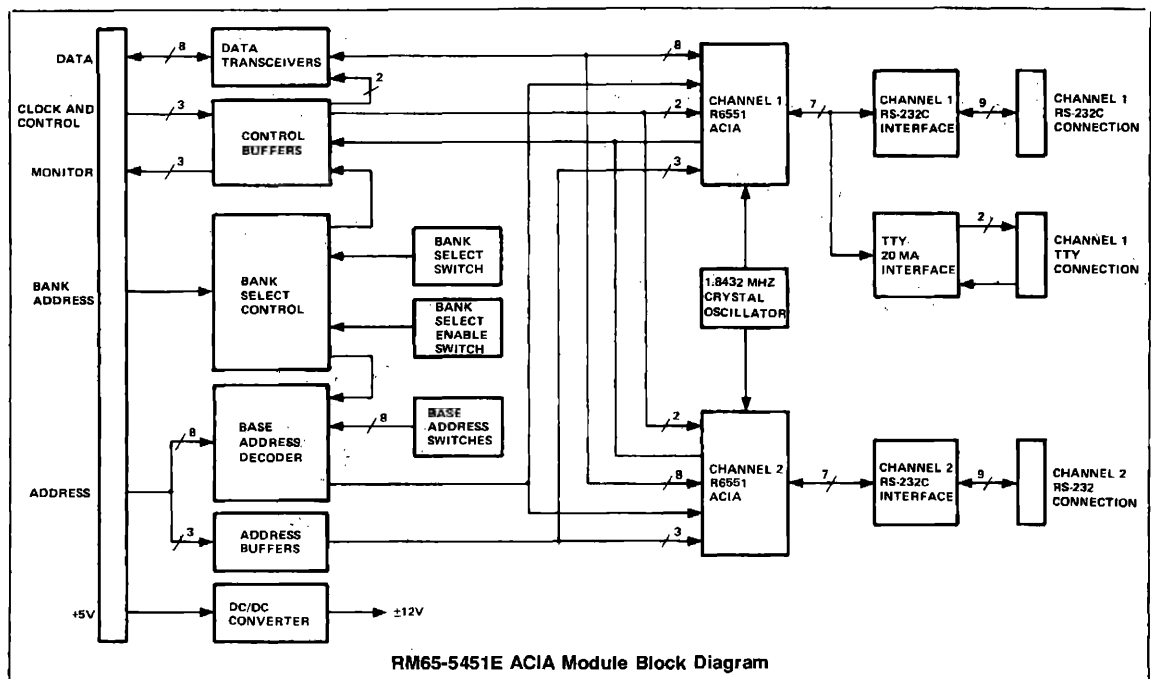 DATA
8
DATA
TRANSCEIVERS
2
CLOCK AND
CONTROL
3
CONTROL
BUFFERS
MONITOR
3
BANK
ADDRESS
BANK
SELECT
CONTROL
BANK
SELECT
SWITCH
BANK
SELECT
ENABLE
SWITCH
8
BASE
ADDRESS
DECODER
8
BASE
ADDRESS
SWITCHES
ADDRESS
3
ADDRESS
BUFFERS
+5V
DC/DC
CONVERTER
±12V
8
2
3
CHANNEL 1
R6551
ACIA
7
CHANNEL 1
RS-232C
INTERFACE
9
CHANNEL 1
RS-232C
CONNECTION
TTY
20 MA
INTERFACE
2
CHANNEL 1
TTY
CONNECTION
1.8432 MHZ
CRYSTAL
OSCILLATOR
2
8
3
CHANNEL 2
R6551
ACIA
7
CHANNEL 2
RS-232C
INTERFACE
9
CHANNEL 2
RS-232
CONNECTION
RM65-5451E ACIA Module Block Diagram